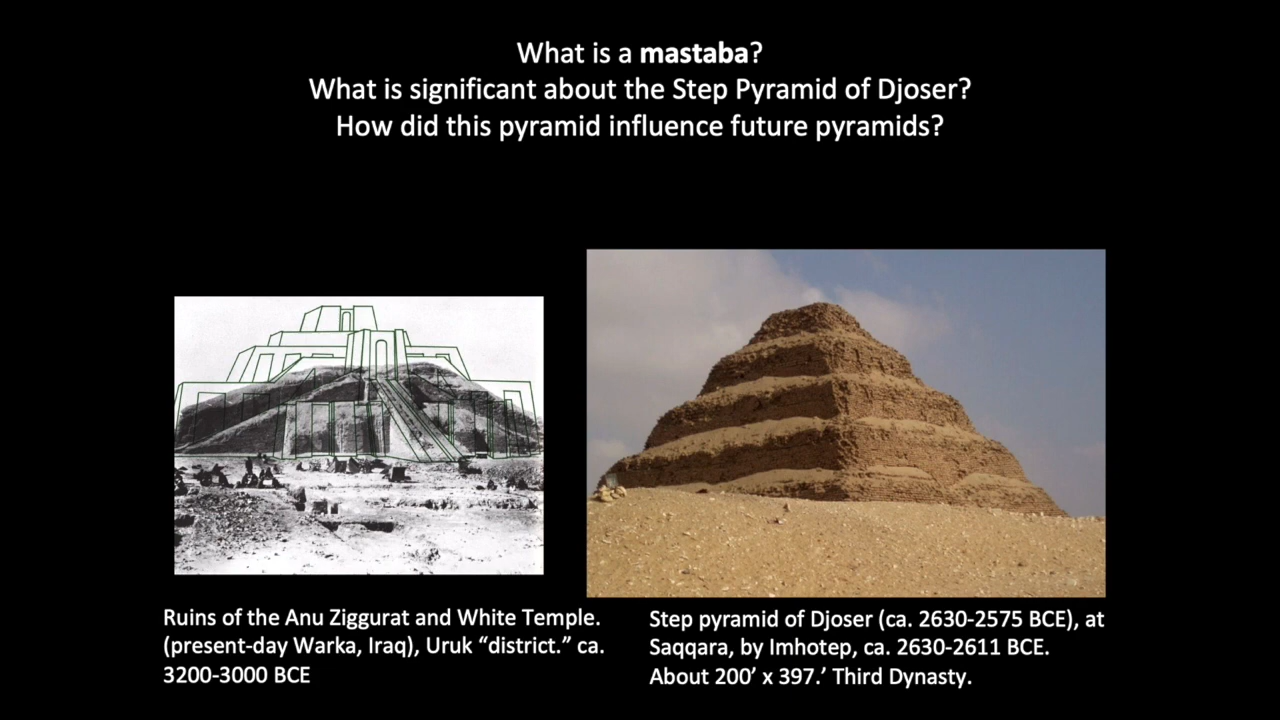 What is a mastaba?
What is significant about the Step Pyramid of Djoser?
How did this pyramid influence future pyramids?
Ruins of the Anu Ziggurat and White Temple.
(present-day Warka, Iraq), Uruk “district.” ca.
3200-3000 BCE
Step pyramid of Djoser (ca. 2630-2575 BCE), at
Saqqara, by Imhotep, ca. 2630-2611 BCE.
About 200’ x 397.’ Third Dynasty.